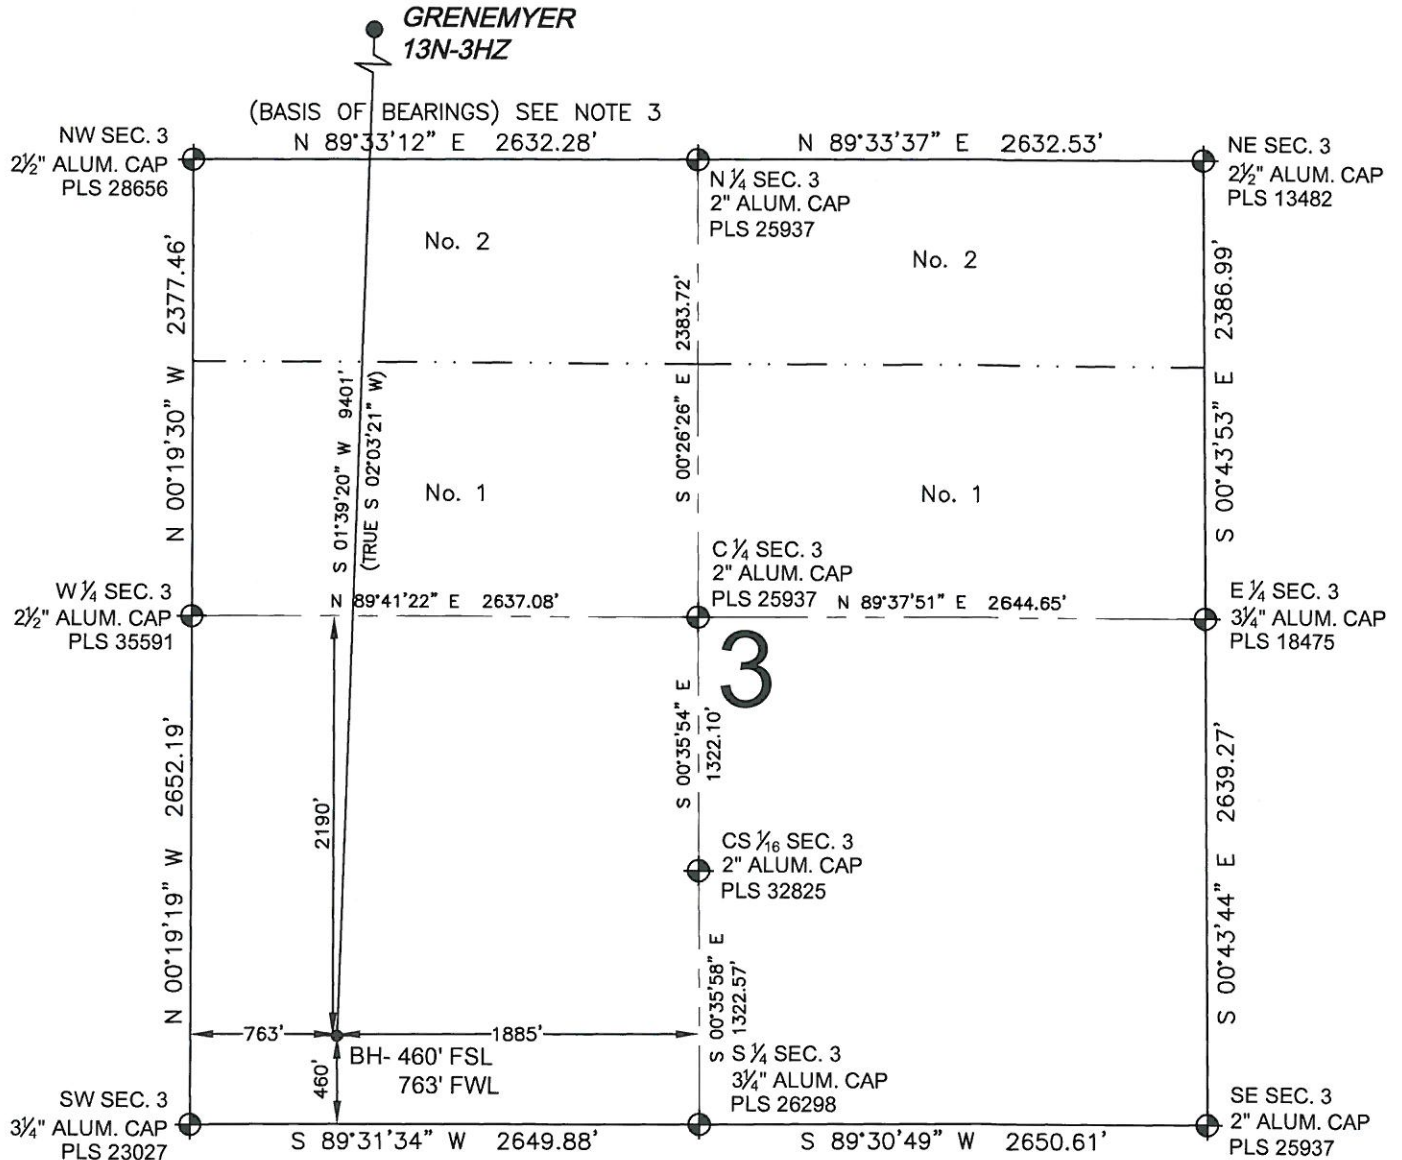 GRENEMYER
13N-3HZ
(BASIS OF BEARINGS) SEE NOTE 3
N 89°33'12" E 2632.28'
N 89°33'37" E 2632.53'
NW SEC. 3
2½" ALUM. CAP
PLS 28656
N ¼ SEC. 3
2" ALUM. CAP
PLS 25937
NE SEC. 3
2½" ALUM. CAP
PLS 13482
No. 2
No. 2
N 00°19'30" W 2377.46'
S 00°26'26" E 2383.72'
S 00°43'53" E 2386.99'
S 01°39'20" W 9401'
(TRUE S 02°03'21" W)
No. 1
No. 1
C ¼ SEC. 3
2" ALUM. CAP
PLS 25937
W ¼ SEC. 3
2½" ALUM. CAP
PLS 35591
N 89°41'22" E 2637.08'
N 89°37'51" E 2644.65'
E ¼ SEC. 3
3¼" ALUM. CAP
PLS 18475
3
N 00°19'19" W 2652.19'
2190'
S 00°35'54" E
1322.10'
S 00°43'44" E 2639.27'
CS 1⁄16 SEC. 3
2" ALUM. CAP
PLS 32825
S 00°35'58" E
1322.57'
763'
1885'
460'
BH- 460' FSL
763' FWL
S ¼ SEC. 3
3¼" ALUM. CAP
PLS 26298
SW SEC. 3
3¼" ALUM. CAP
PLS 23027
SE SEC. 3
2" ALUM. CAP
PLS 25937
S 89°31'34" W 2649.88'
S 89°30'49" W 2650.61'